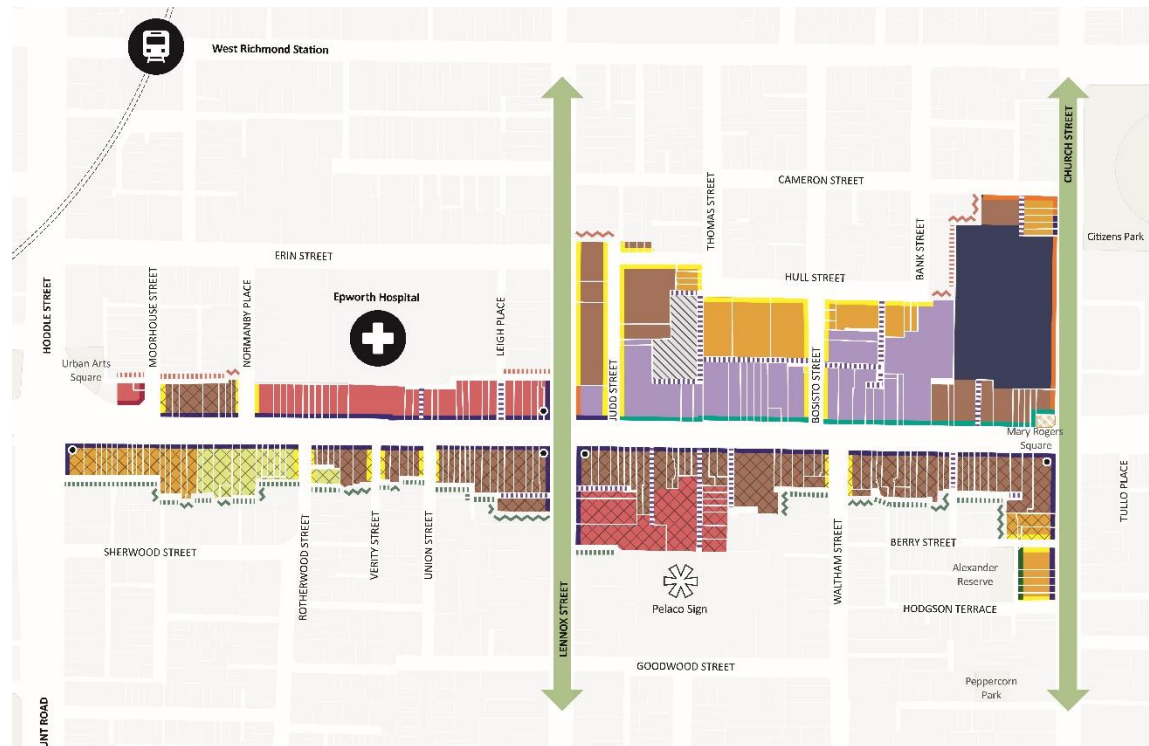 West Richmond Station
CHURCH STREET
CAMERON STREET
THOMAS STREET
Citizens Park
BANK STREET
ERIN STREET
HULL STREET
HODDLE STREET
MOORHOUSE STREET
NORMANBY PLACE
Epworth Hospital
LEIGH PLACE
Urban Arts
Square
JUDD STREET
BOSISTO STREET
Mary Rogers
Square
TULLO PLACE
SHERWOOD STREET
ROTHERWOOD STREET
VERITY STREET
UNION STREET
LENNOX STREET
WALTHAM STREET
BERRY STREET
Alexander
Reserve
HODGSON TERRACE
Pelaco Sign
GOODWOOD STREET
Peppercorn
Park
UNT ROAD